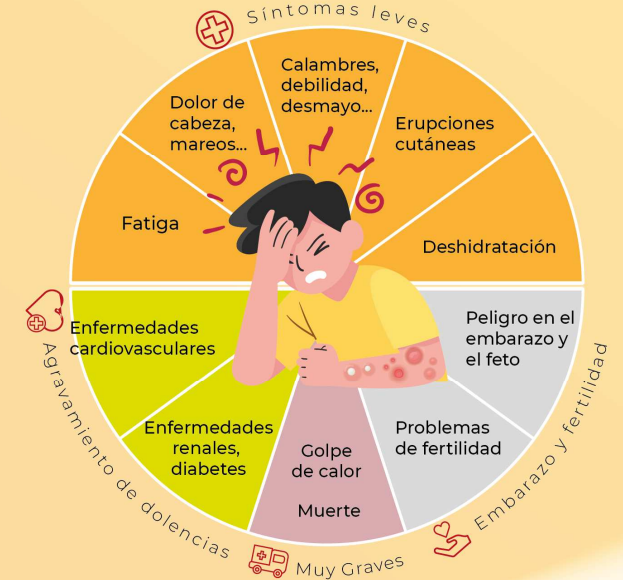 Síntomas leves
Calambres,
debilidad,
desmayo...
Dolor de
cabeza,
mareos...
Erupciones
cutáneas
Fatiga
Deshidratación
Enfermedades
cardiovasculares
Peligro en el
embarazo y
el feto
Enfermedades
renales,
diabetes
Golpe
de calor
Muerte
Problemas
de fertilidad
Agravamiento de dolencias
Muy Graves
Embarazo y fertilidad